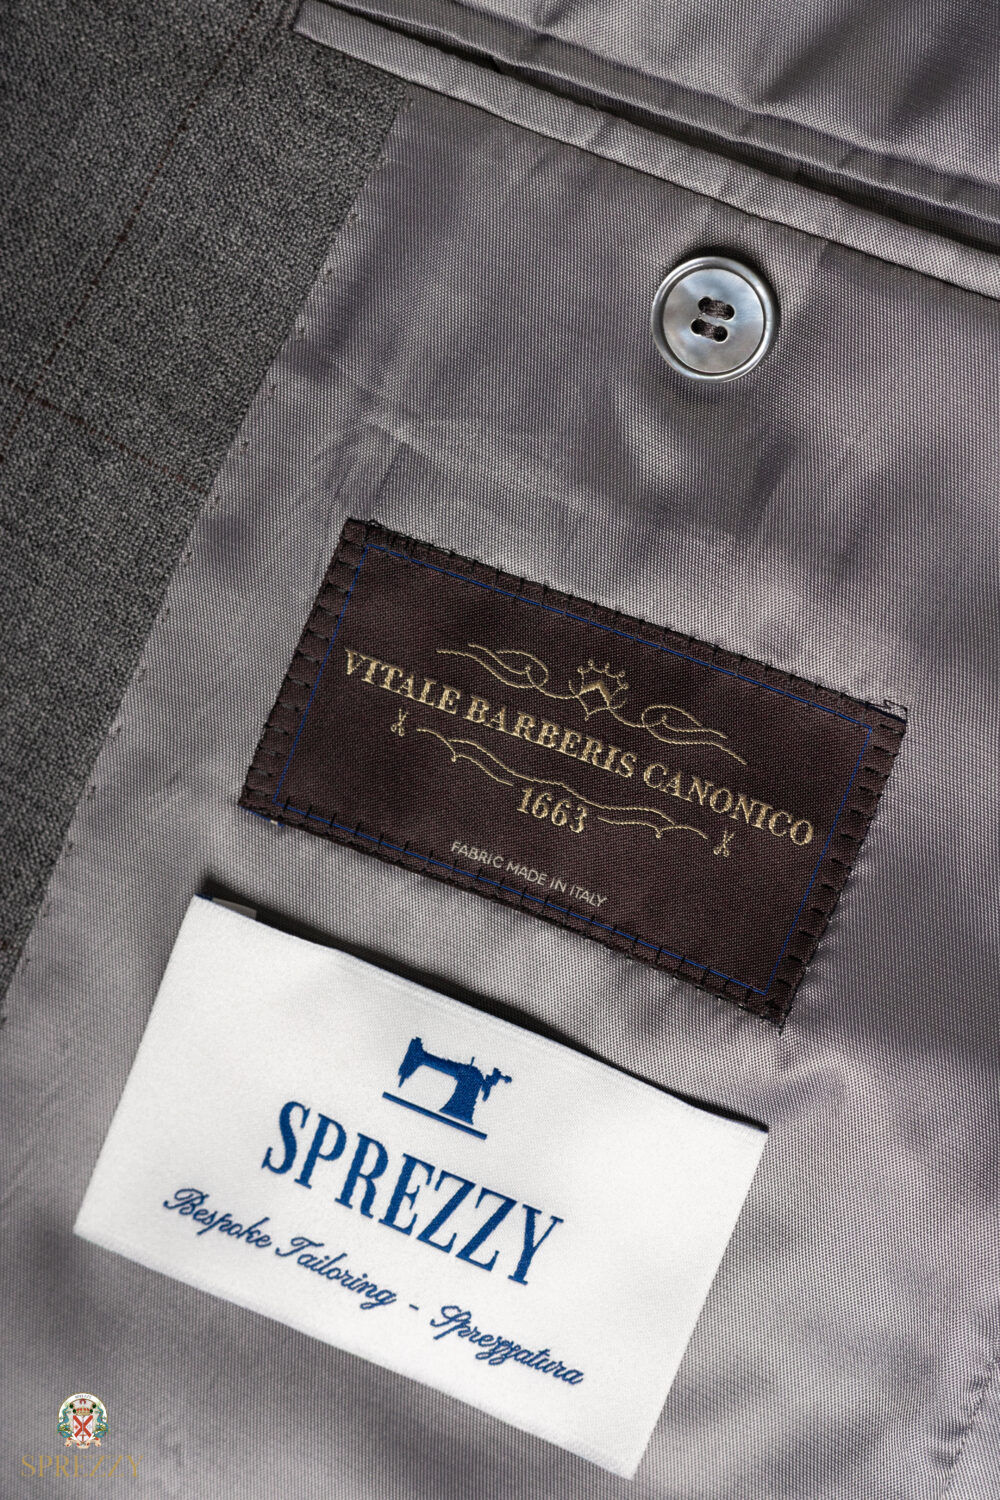 VITALE BARBERIS CANONICO
1663
FABRIC MADE IN ITALY
SPREZZY
Bespoke Tailoring - Sprezzatura
SPREZZY